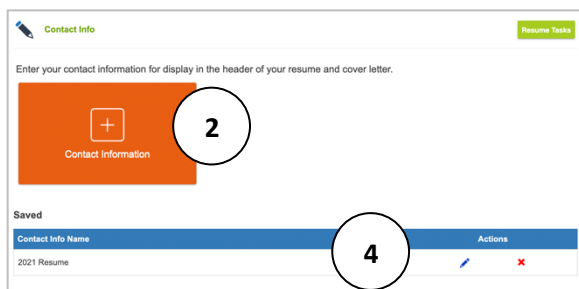 Contact Info
Resume Tasks
Enter your contact information for display in the header of your resume and cover letter.
2
Contact Information
Saved
Contact Info Name Actions
4
2021 Resume